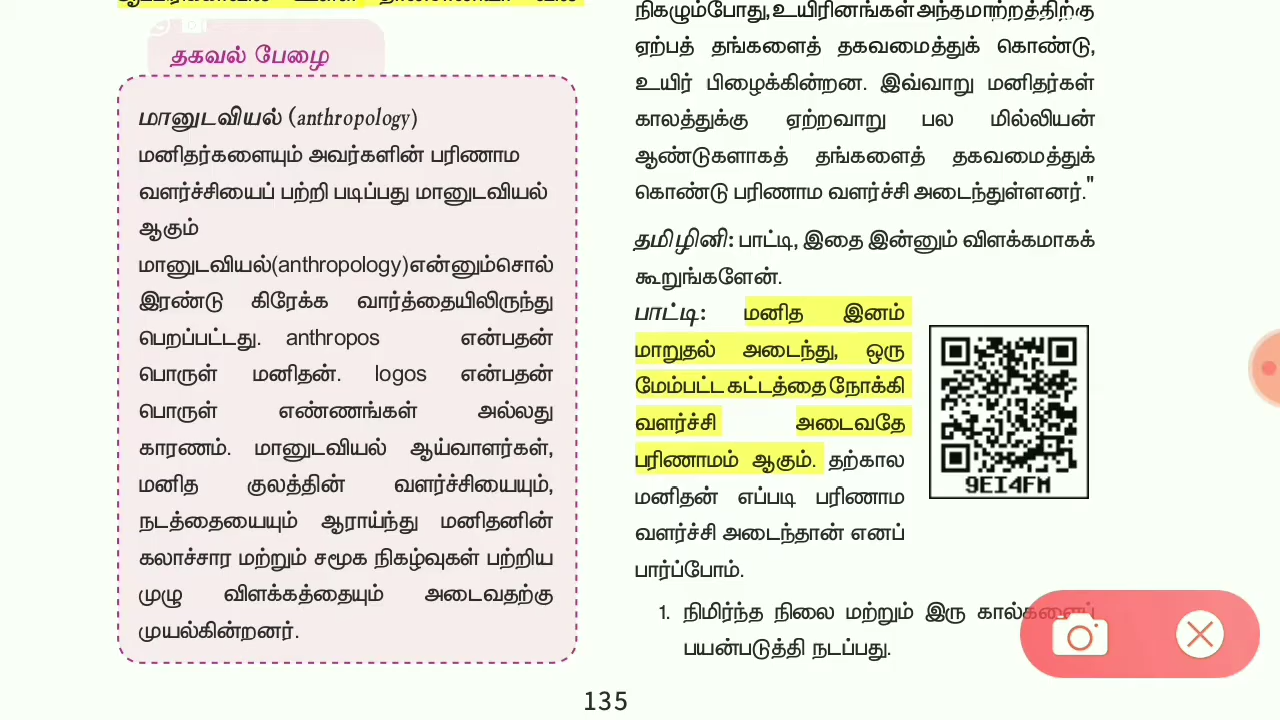 தகவல் பேழை
மானுடவியல் (anthropology)
மனிதர்களையும் அவர்களின் பரிணாம
வளர்ச்சியைப் பற்றி படிப்பது மானுடவியல்
ஆகும்
மானுடவியல்(anthropology)என்னும்சொல்
இரண்டு கிரேக்க வார்த்தையிலிருந்து
பெறப்பட்டது. anthropos என்பதன்
பொருள் மனிதன். logos என்பதன்
பொருள் எண்ணங்கள் அல்லது
காரணம். மானுடவியல் ஆய்வாளர்கள்,
மனித குலத்தின் வளர்ச்சியையும்,
நடத்தையையும் ஆராய்ந்து மனிதனின்
கலாச்சார மற்றும் சமூக நிகழ்வுகள் பற்றிய
முழு விளக்கத்தையும் அடைவதற்கு
முயல்கின்றனர்.
நிகழும்போது, உயிரினங்கள் அந்தமாற்றத்திற்கு
ஏற்பத் தங்களைத் தகவமைத்துக் கொண்டு,
உயிர் பிழைக்கின்றன. இவ்வாறு மனிதர்கள்
காலத்துக்கு ஏற்றவாறு பல மில்லியன்
ஆண்டுகளாகத் தங்களைத் தகவமைத்துக்
கொண்டு பரிணாம வளர்ச்சி அடைந்துள்ளனர்."
தமிழினி: பாட்டி, இதை இன்னும் விளக்கமாகக்
கூறுங்களேன்.
பாட்டி: மனித இனம்
மாறுதல் அடைந்து, ஒரு
மேம்பட்ட கட்டத்தை நோக்கி
வளர்ச்சி அடைவதே
பரிணாமம் ஆகும். தற்கால
மனிதன் எப்படி பரிணாம
வளர்ச்சி அடைந்தான் எனப்
பார்ப்போம்.
9EI4FM
1. நிமிர்ந்த நிலை மற்றும் இரு கால்களைப்
பயன்படுத்தி நடப்பது.
135